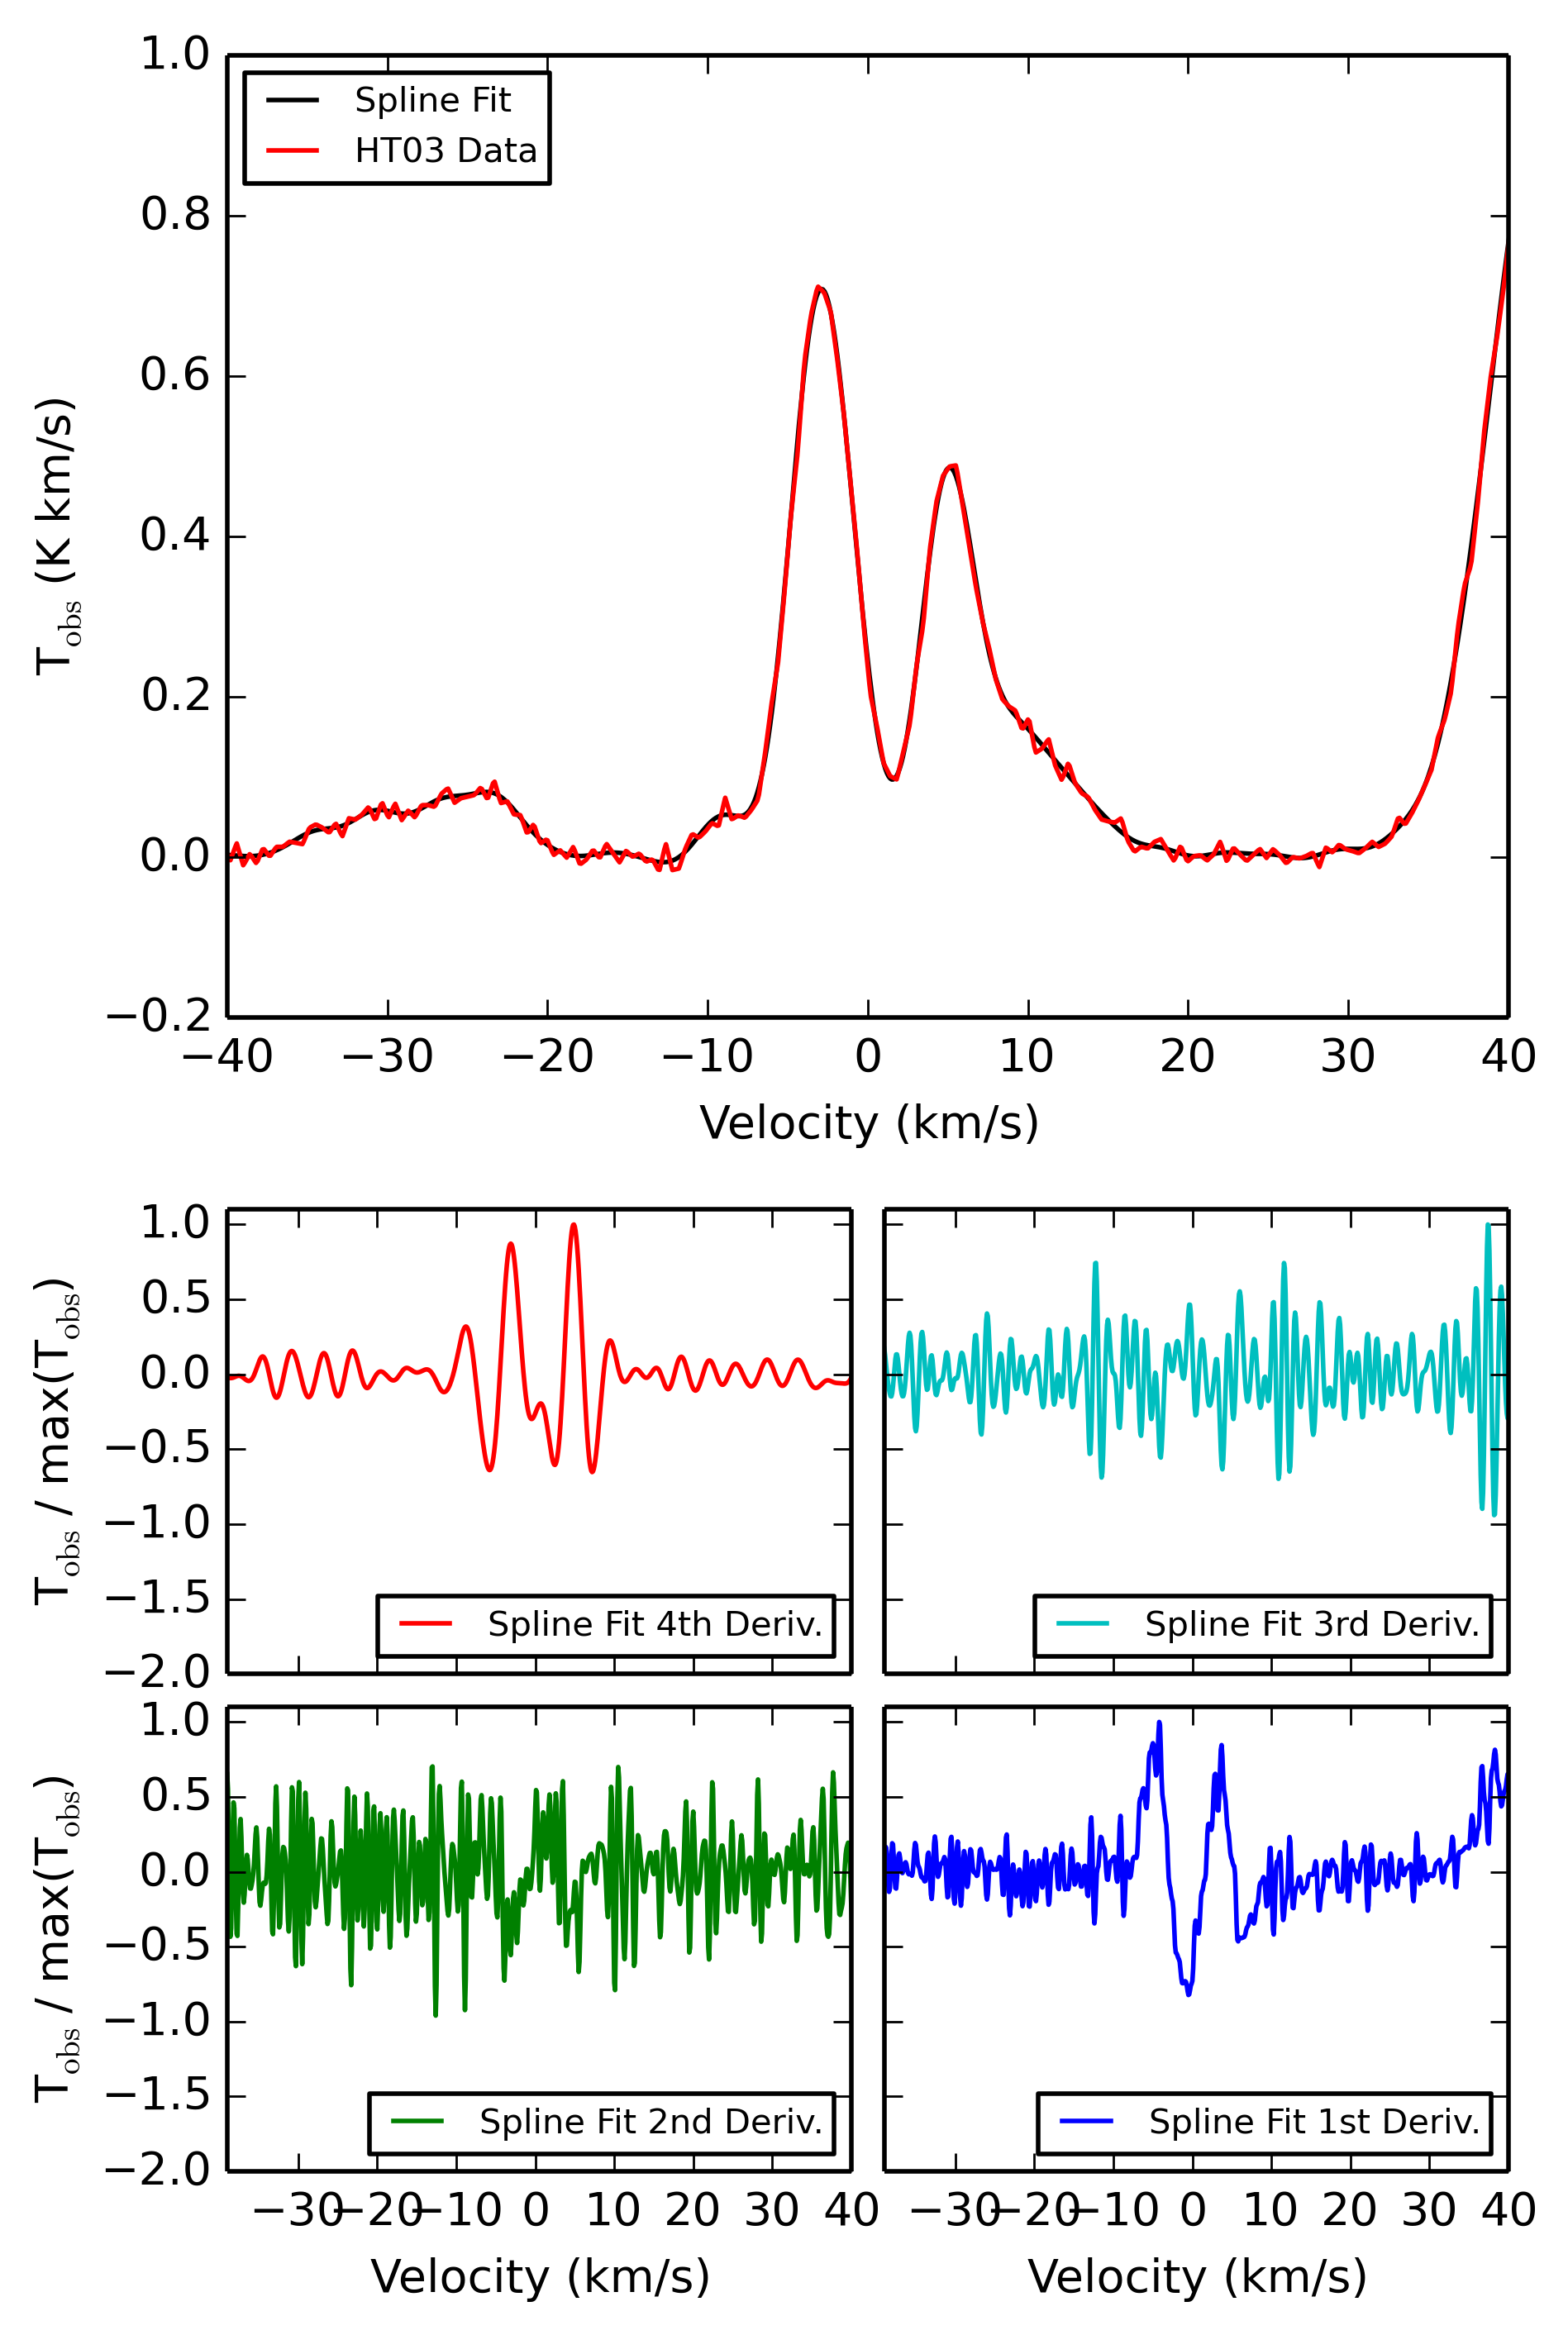 1.0
Spline Fit
HT03 Data
0.8
0.6
0.4
0.2
0.0
−0.2
T_obs (K km/s)
−40 −30 −20 −10 0 10 20 30 40
Velocity (km/s)
1.0
0.5
0.0
−0.5
−1.0
−1.5
−2.0
T_obs / max(T_obs)
Spline Fit 4th Deriv.
Spline Fit 3rd Deriv.
1.0
0.5
0.0
−0.5
−1.0
−1.5
−2.0
T_obs / max(T_obs)
Spline Fit 2nd Deriv.
Spline Fit 1st Deriv.
−30 −20 −10 0 10 20 30 40
−30 −20 −10 0 10 20 30 40
Velocity (km/s)
Velocity (km/s)